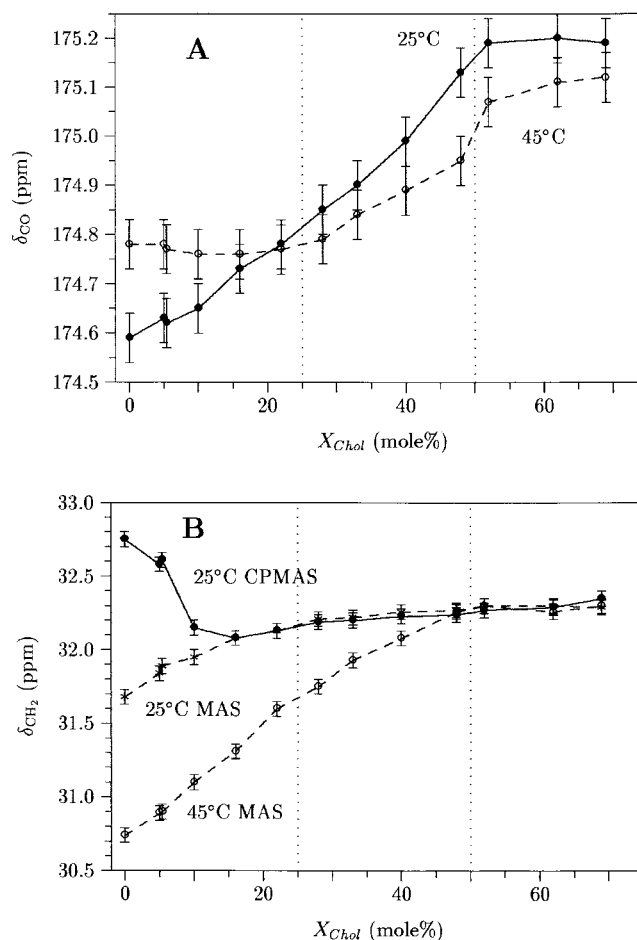 A
25°C
45°C
175.2
175.1
175.0
174.9
174.8
174.7
174.6
174.5
δCO (ppm)
0 20 40 60
XChol (mole%)
B
25°C CPMAS
25°C MAS
45°C MAS
33.0
32.5
32.0
31.5
31.0
30.5
δCH2 (ppm)
0 20 40 60
XChol (mole%)